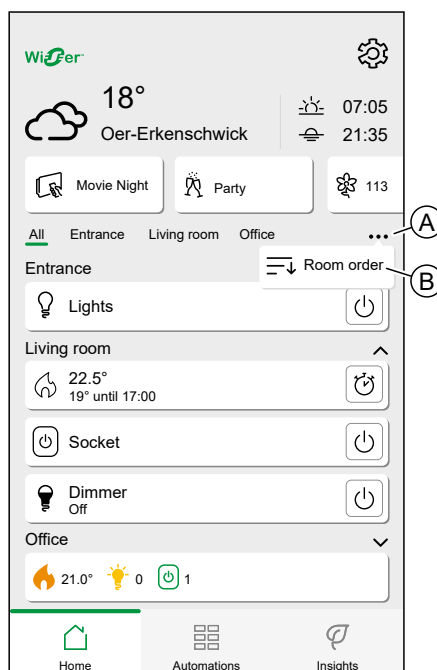 Wiser
18°
Oer-Erkenschwick
07:05
21:35
Movie Night
Party
113
All Entrance Living room Office ...
A
Room order
B
Entrance
Lights
Living room
22.5°
19° until 17:00
Socket
Dimmer
Off
Office
21.0° 0 1
Home Automations Insights